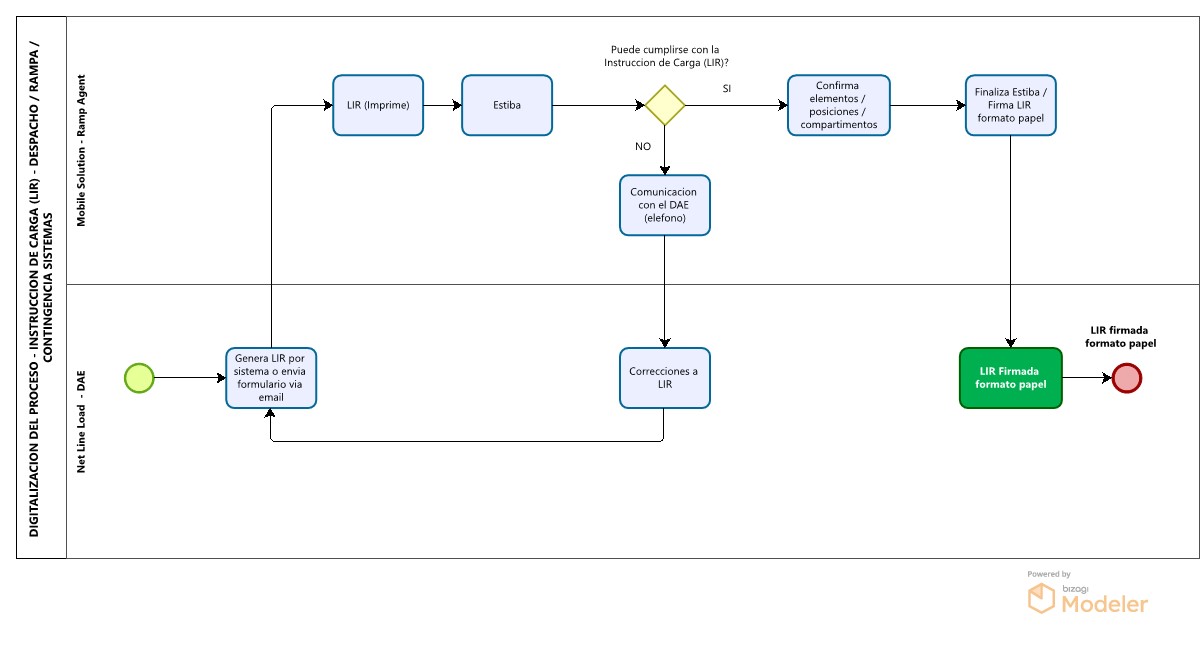 DIGITALIZACION DEL PROCESO - INSTRUCCION DE CARGA (LIR) - DESPACHO / RAMPA /
CONTINGENCIA SISTEMAS
Mobile Solution - Ramp Agent
LIR (Imprime)
Estiba
Puede cumplirse con la
Instruccion de Carga (LIR)?
SI
NO
Confirma
elementos /
posiciones /
compartimentos
Finaliza Estiba /
Firma LIR
formato papel
Comunicacion
con el DAE
(elefono)
Net Line Load - DAE
Genera LIR por
sistema o envia
formulario via
email
Correcciones a
LIR
LIR Firmada
formato papel
LIR firmada
formato papel
Powered by
bizagi
Modeler